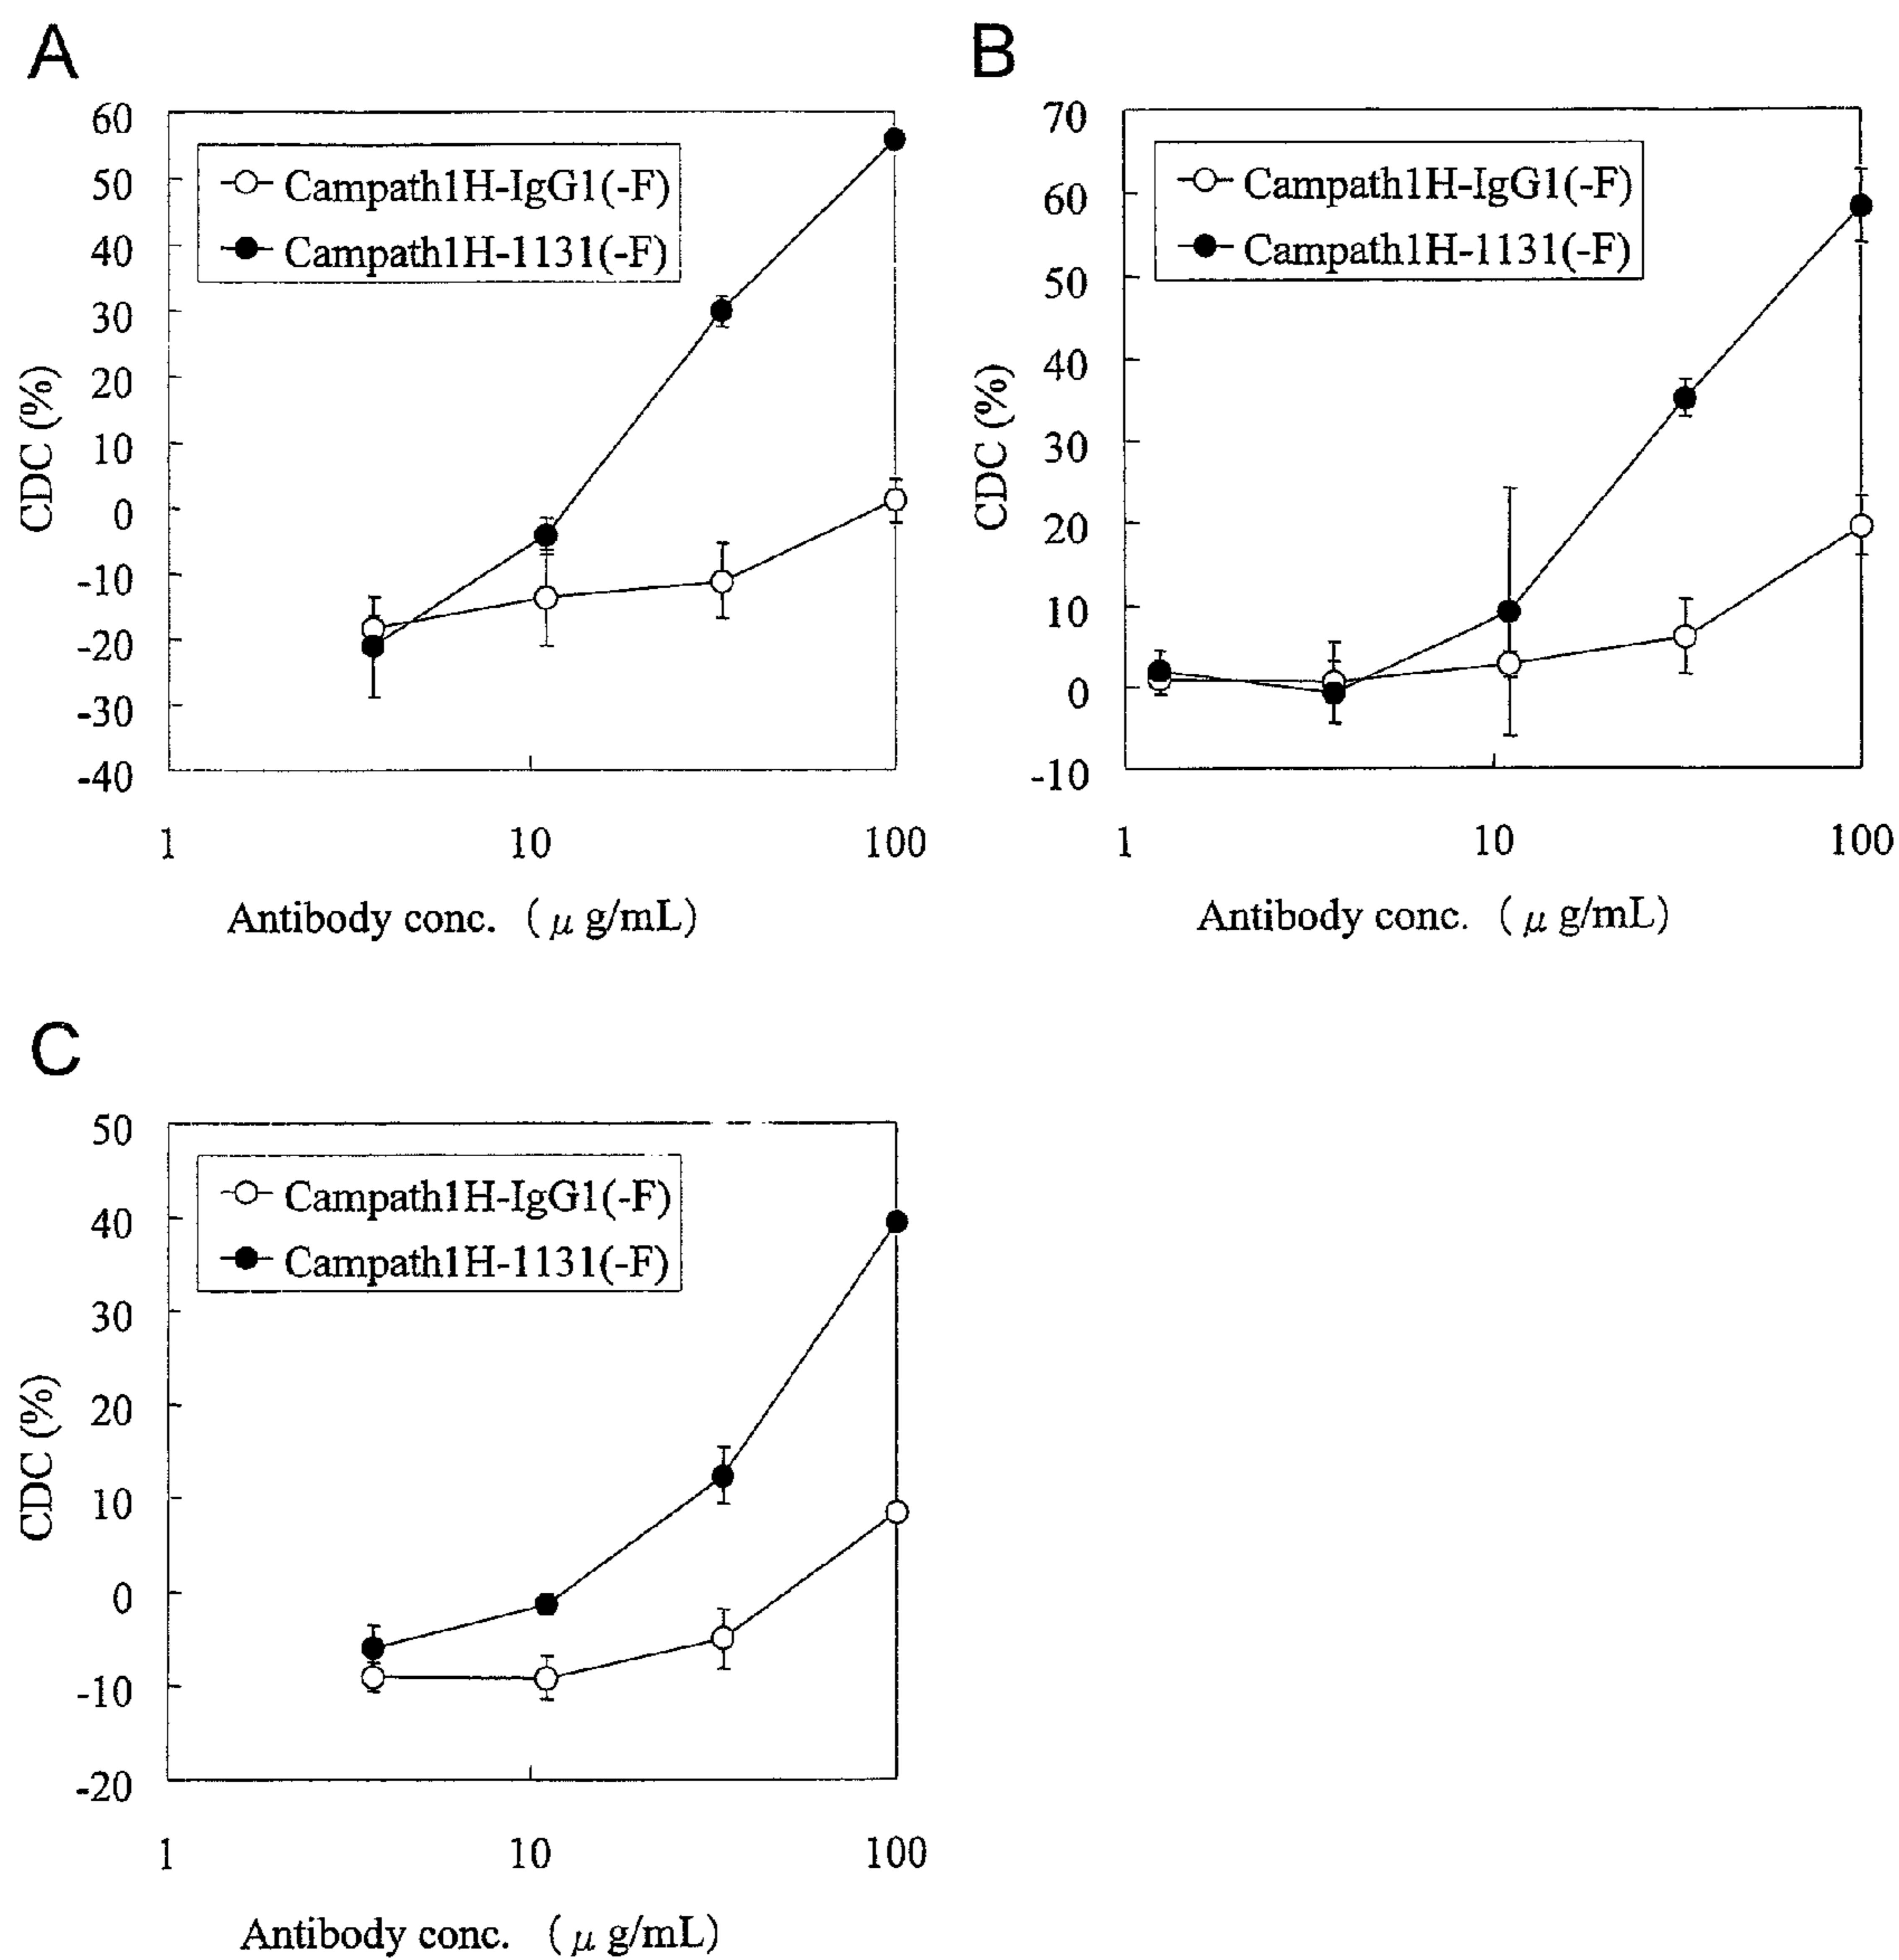 A
60
50
40
30
20
10
0
-10
-20
-30
-40
CDC (%)
Campath1H-IgG1(-F)
Campath1H-1131(-F)
1
10
100
Antibody conc. (μ g/mL)
B
70
60
50
40
30
20
10
0
-10
CDC (%)
Campath1H-IgG1(-F)
Campath1H-1131(-F)
1
10
100
Antibody conc. (μ g/mL)
C
50
40
30
20
10
0
-10
-20
CDC (%)
Campath1H-IgG1(-F)
Campath1H-1131(-F)
1
10
100
Antibody conc. (μ g/mL)